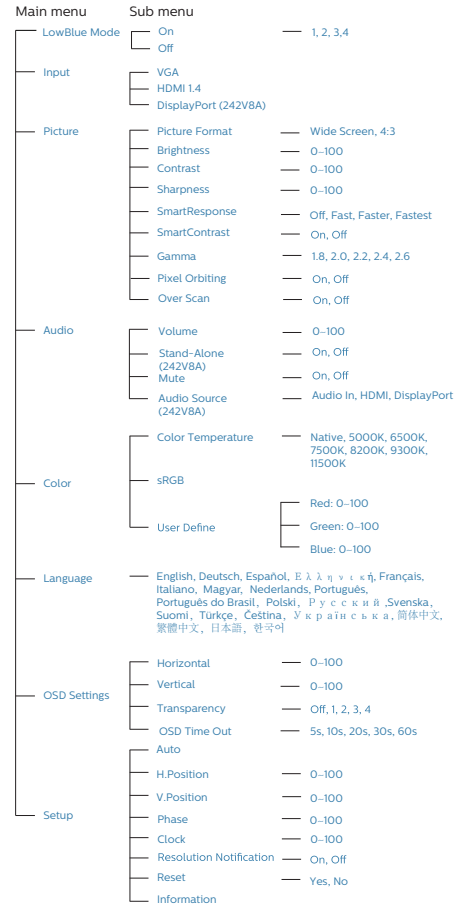 Main menu Sub menu
LowBlue Mode On 1, 2, 3,4
Off
Input VGA
HDMI 1.4
DisplayPort (242V8A)
Picture Picture Format Wide Screen, 4:3
Brightness 0–100
Contrast 0–100
Sharpness 0–100
SmartResponse Off, Fast, Faster, Fastest
SmartContrast On, Off
Gamma 1.8, 2.0, 2.2, 2.4, 2.6
Pixel Orbiting On, Off
Over Scan On, Off
Audio Volume 0–100
Stand-Alone On, Off
(242V8A)
Mute On, Off
Audio Source Audio In, HDMI, DisplayPort
(242V8A)
Color Temperature Native, 5000K, 6500K,
7500K, 8200K, 9300K,
11500K
Color sRGB
User Define Red: 0–100
Green: 0–100
Blue: 0–100
Language English, Deutsch, Español, Ελληνική, Français,
Italiano, Magyar, Nederlands, Português,
Português do Brasil, Polski, Русский ,Svenska,
Suomi, Türkçe, Čeština, Українська, 简体中文,
繁體中文, 日本語, 한국어
OSD Settings Horizontal 0–100
Vertical 0–100
Transparency Off, 1, 2, 3, 4
OSD Time Out 5s, 10s, 20s, 30s, 60s
Setup Auto
H.Position 0–100
V.Position 0–100
Phase 0–100
Clock 0–100
Resolution Notification On, Off
Reset Yes, No
Information